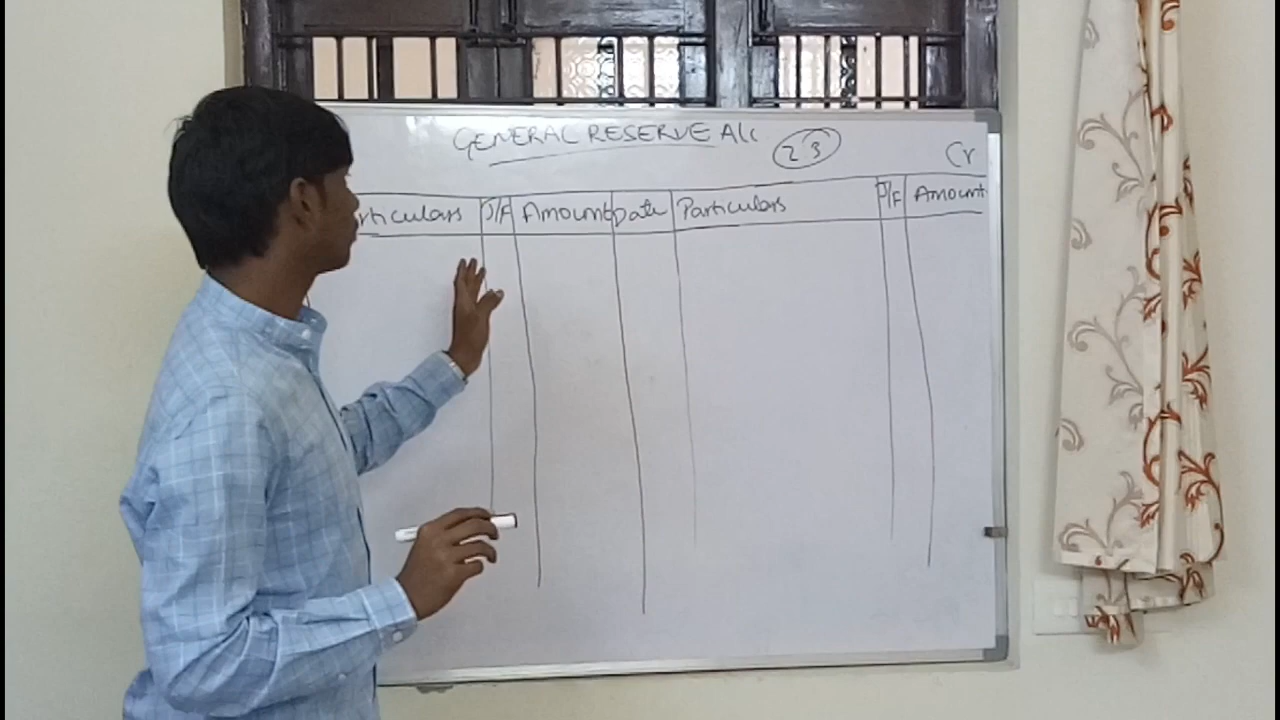 GENERAL RESERVE A/c 23
Cr
rticulars J/F Amount Date Particulars J/F Amount